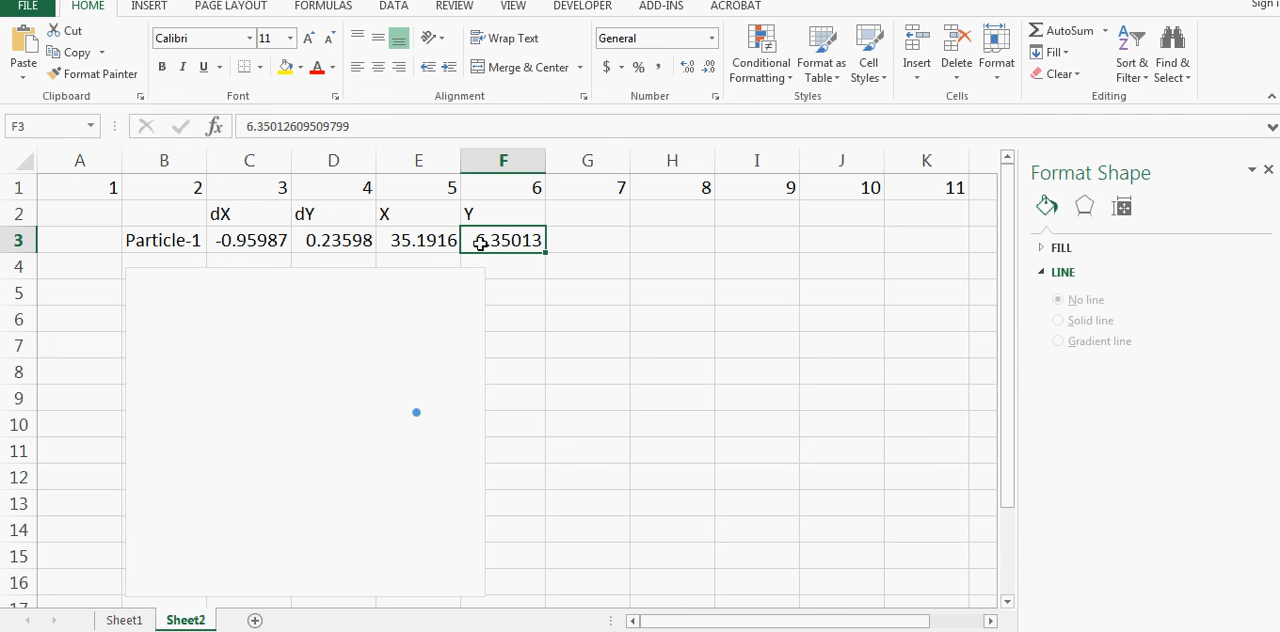 FILE HOME INSERT PAGE LAYOUT FORMULAS DATA REVIEW VIEW DEVELOPER ADD-INS ACROBAT Sign i
Cut
Copy
Format Painter
Paste
Clipboard
Calibri 11
B I U
Font
Wrap Text
Merge & Center
Alignment
General
$ % ,
Number
Conditional Formatting
Format as Table
Cell Styles
Styles
Insert Delete Format
Cells
AutoSum
Fill
Clear
Sort & Filter
Find & Select
Editing
F3 fx 6.35012609509799
A B C D E F G H I J K
1 1 2 3 4 5 6 7 8 9 10 11
2 dX dY X Y
3 Particle-1 -0.95987 0.23598 35.1916 6.35013
4
5
6
7
8
9
10
11
12
13
14
15
16
17
Format Shape
FILL
LINE
No line
Solid line
Gradient line
Sheet1 Sheet2